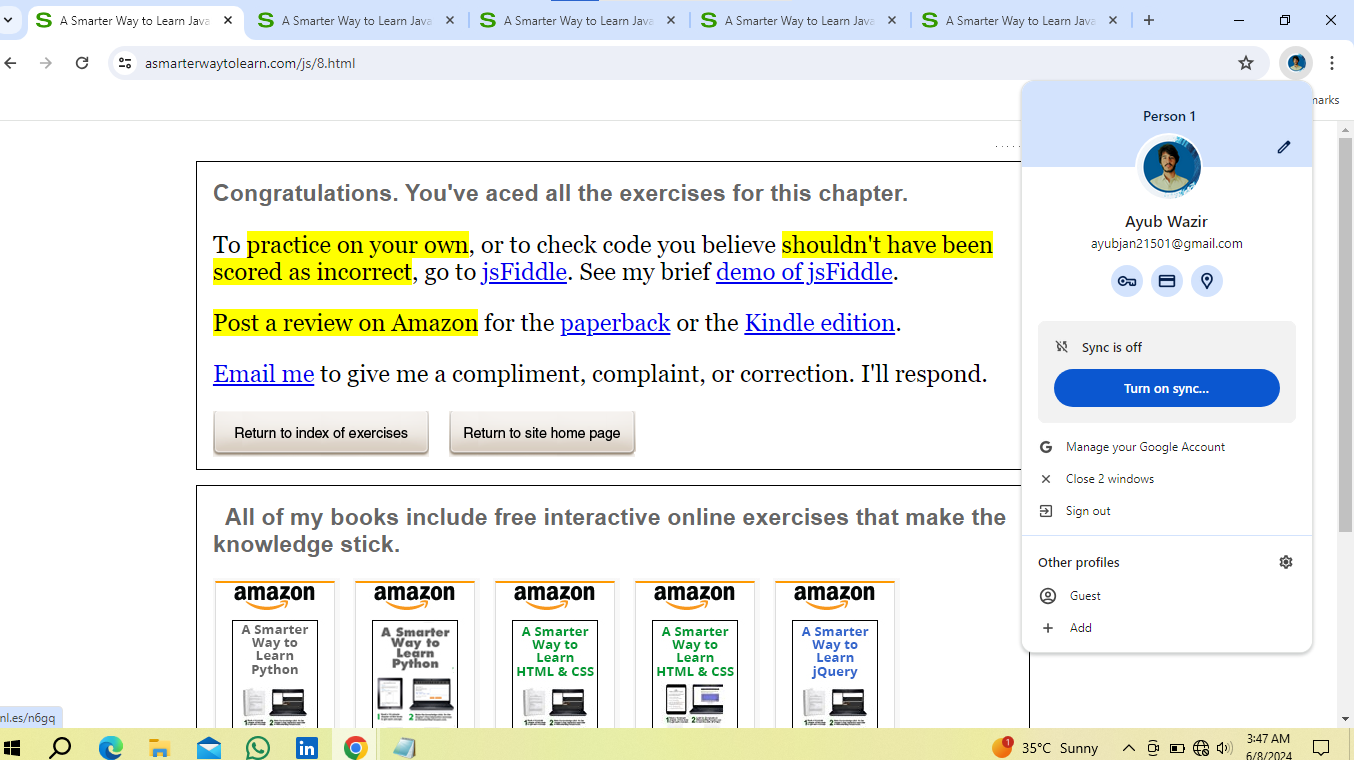 A Smarter Way to Learn Java
A Smarter Way to Learn Java
A Smarter Way to Learn Java
A Smarter Way to Learn Java
A Smarter Way to Learn Java
asmarterwaytolearn.com/js/8.html
marks
Person 1
Ayub Wazir
ayubjan21501@gmail.com
Sync is off
Turn on sync...
Manage your Google Account
Close 2 windows
Sign out
Other profiles
Guest
Add
Congratulations. You've aced all the exercises for this chapter.
To practice on your own, or to check code you believe shouldn't have been
scored as incorrect, go to jsFiddle. See my brief demo of jsFiddle.
Post a review on Amazon for the paperback or the Kindle edition.
Email me to give me a compliment, complaint, or correction. I'll respond.
Return to index of exercises
Return to site home page
All of my books include free interactive online exercises that make the
knowledge stick.
amazon
A Smarter
Way to
Learn
Python
amazon
A Smarter
Way to
Learn
Python
amazon
A Smarter
Way to
Learn
HTML & CSS
amazon
A Smarter
Way to
Learn
HTML & CSS
amazon
A Smarter
Way to
Learn
jQuery
nl.es/n6gq
1
35°C Sunny
3:47 AM
6/8/2024